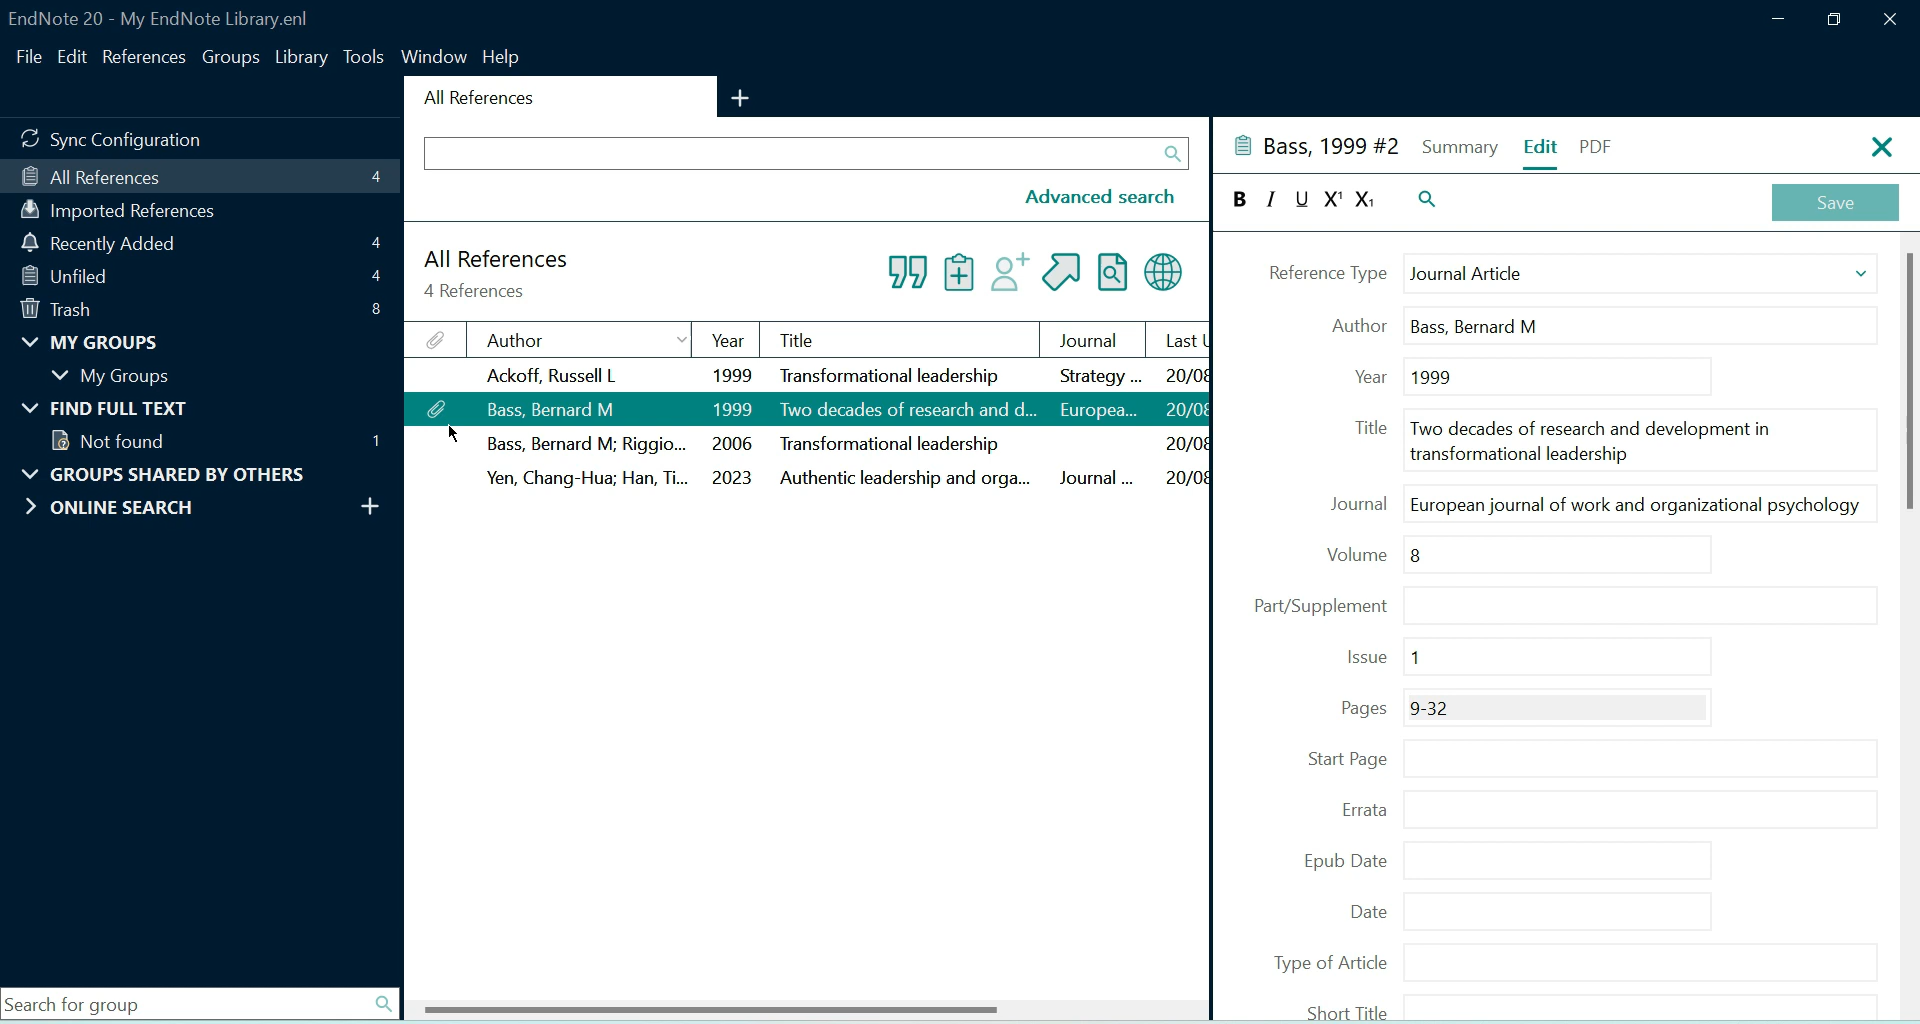 EndNote 20 - My EndNote Library.enl
File Edit References Groups Library Tools Window Help
All References
Sync Configuration
All References 4
Imported References
Recently Added 4
Unfiled 4
Trash 8
MY GROUPS
My Groups
FIND FULL TEXT
Not found 1
GROUPS SHARED BY OTHERS
ONLINE SEARCH
Search for group
Advanced search
All References
4 References
Author Year Title Journal Last U
Ackoff, Russell L 1999 Transformational leadership Strategy ... 20/08
Bass, Bernard M 1999 Two decades of research and d... Europea... 20/08
Bass, Bernard M; Riggio... 2006 Transformational leadership 20/08
Yen, Chang-Hua; Han, Ti... 2023 Authentic leadership and orga... Journal ... 20/08
Bass, 1999 #2 Summary Edit PDF
B I U X¹ X₁ Save
Reference Type Journal Article
Author Bass, Bernard M
Year 1999
Title Two decades of research and development in
transformational leadership
Journal European journal of work and organizational psychology
Volume 8
Part/Supplement
Issue 1
Pages 9-32
Start Page
Errata
Epub Date
Date
Type of Article
Short Title